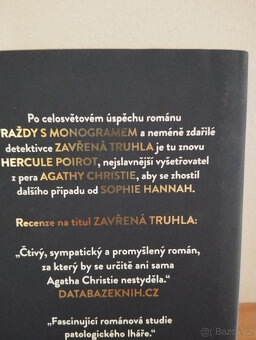 Po celosvětovém úspěchu románu
RAŽDY S MONOGRAMEM a neméně zdařilé
detektivce ZAVŘENÁ TRUHLA je tu znovu
HERCULE POIROT, nejslavnější vyšetřovatel
z pera AGATHY CHRISTIE, aby se zhostil
dalšího případu od SOPHIE HANNAH.
Recenze na titul ZAVŘENÁ TRUHLA:
„Čtivý, sympatický a promyšlený román,
za který by se určitě ani sama
Agatha Christie nestyděla.“
DATABAZEKNIH.CZ
„Fascinující románová studie
patologického lháře.“
Bazoš.cz